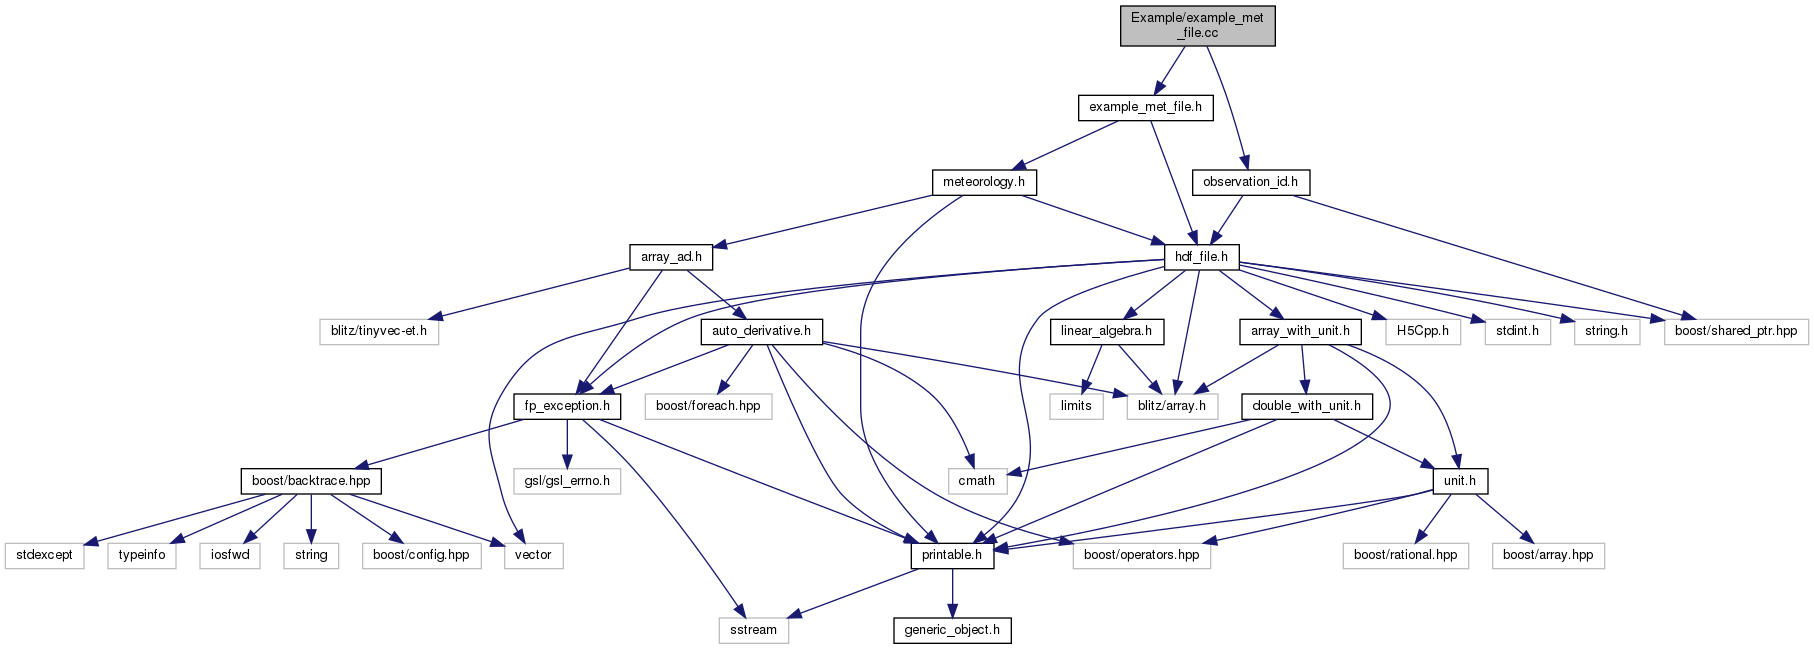 Example/example_met
_file.cc
example_met_file.h
meteorology.h
observation_id.h
array_ad.h
hdf_file.h
blitz/tinyvec-et.h
auto_derivative.h
linear_algebra.h
array_with_unit.h
H5Cpp.h
stdint.h
string.h
boost/shared_ptr.hpp
fp_exception.h
boost/foreach.hpp
limits
blitz/array.h
double_with_unit.h
boost/backtrace.hpp
gsl/gsl_errno.h
cmath
unit.h
stdexcept
typeinfo
iosfwd
string
boost/config.hpp
vector
printable.h
boost/operators.hpp
boost/rational.hpp
boost/array.hpp
sstream
generic_object.h